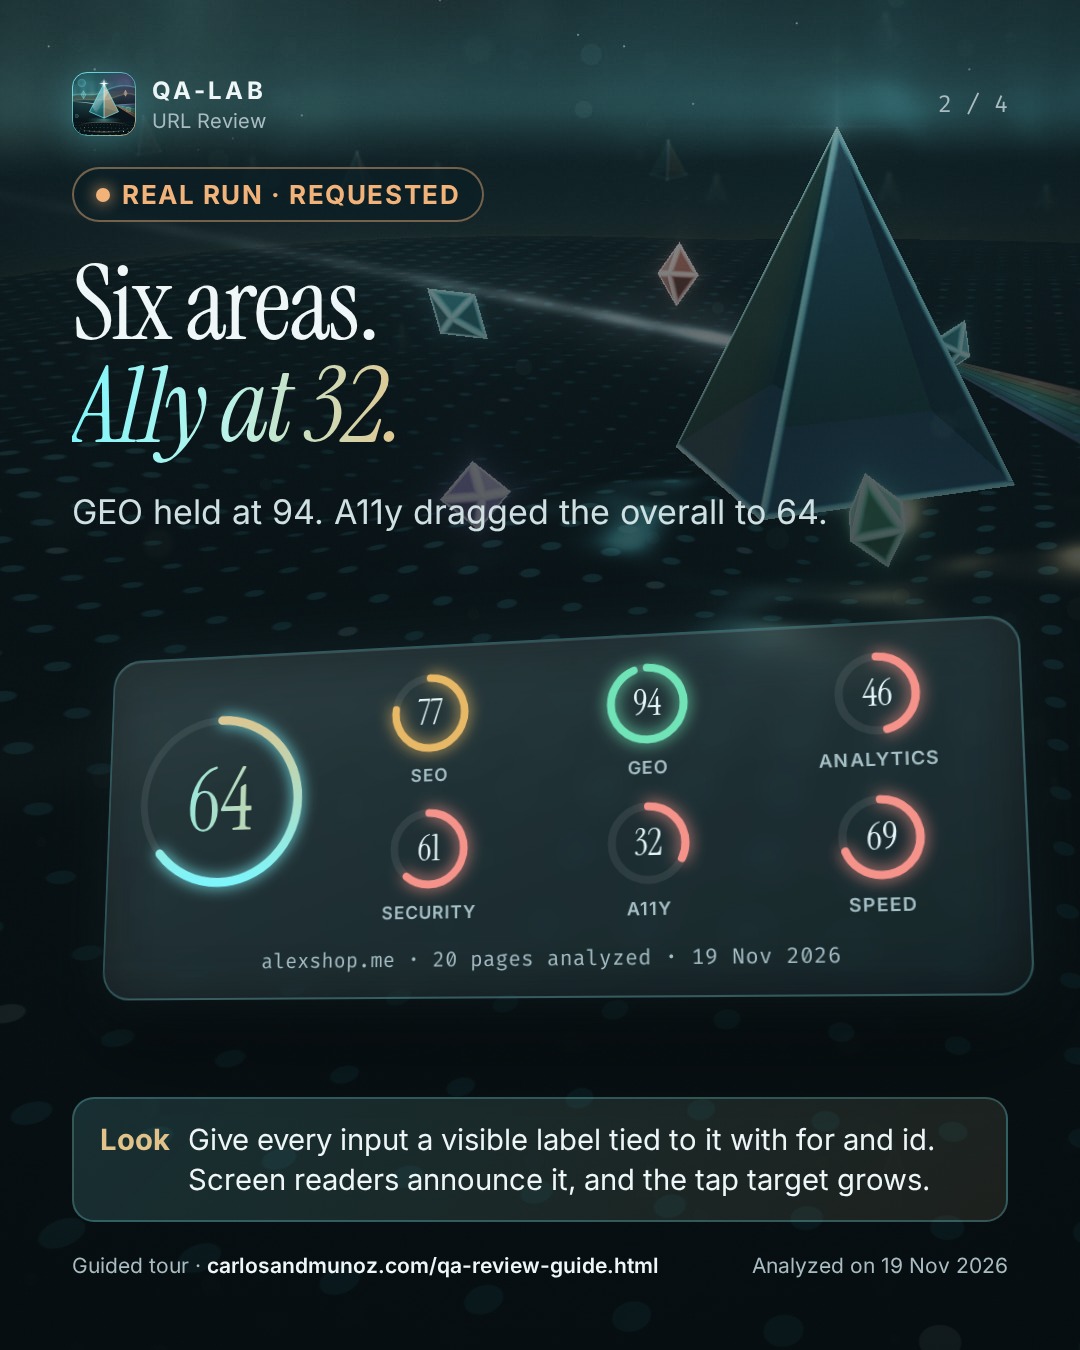 QA-LAB
URL Review
2 / 4
REAL RUN · REQUESTED
Six areas.
A11y at 32.
GEO held at 94. A11y dragged the overall to 64.
64
77
SEO
94
GEO
46
ANALYTICS
61
SECURITY
32
A11Y
69
SPEED
alexshop.me · 20 pages analyzed · 19 Nov 2026
Look Give every input a visible label tied to it with for and id.
Screen readers announce it, and the tap target grows.
Guided tour · carlosandmunoz.com/qa-review-guide.html
Analyzed on 19 Nov 2026